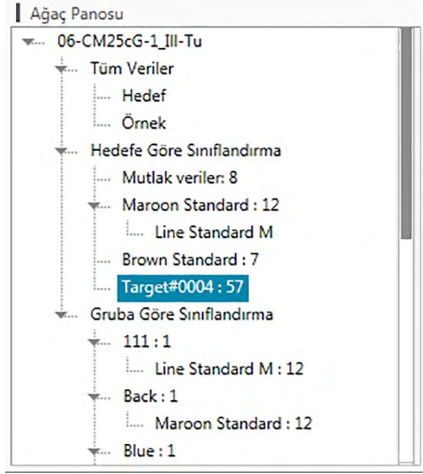 Ağaç Panosu
06-CM25cG-1_Ill-Tu
Tüm Veriler
Hedef
Örnek
Hedefe Göre Sınıflandırma
Mutlak veriler: 8
Maroon Standard : 12
Line Standard M
Brown Standard : 7
Target#0004 : 57
Gruba Göre Sınıflandırma
111 : 1
Line Standard M : 12
Back : 1
Maroon Standard : 12
Blue : 1